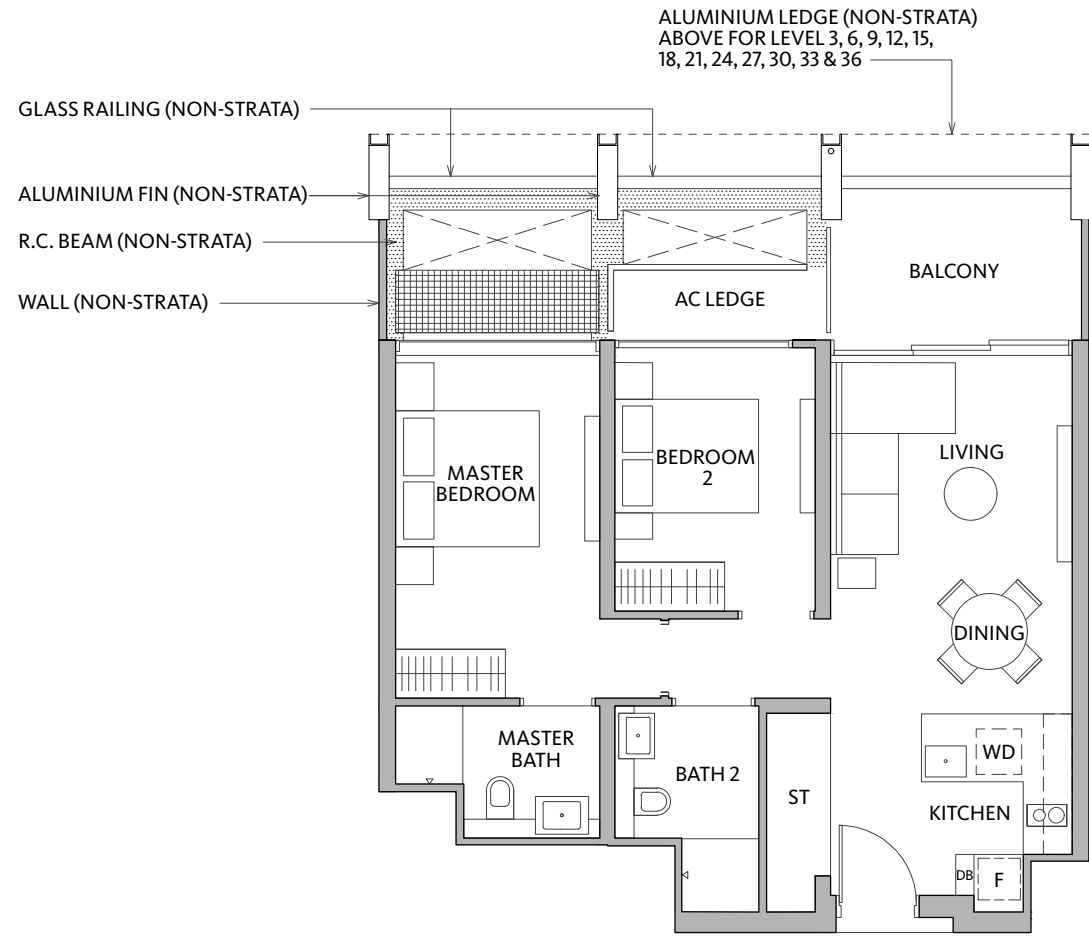 ALUMINIUM LEDGE (NON-STRATA)
ABOVE FOR LEVEL 3, 6, 9, 12, 15,
18, 21, 24, 27, 30, 33 & 36
GLASS RAILING (NON-STRATA)
ALUMINIUM FIN (NON-STRATA)
R.C. BEAM (NON-STRATA)
WALL (NON-STRATA)
AC LEDGE
BALCONY
MASTER
BEDROOM
BEDROOM
2
LIVING
DINING
MASTER
BATH
BATH 2
ST
WD
KITCHEN
DB
F